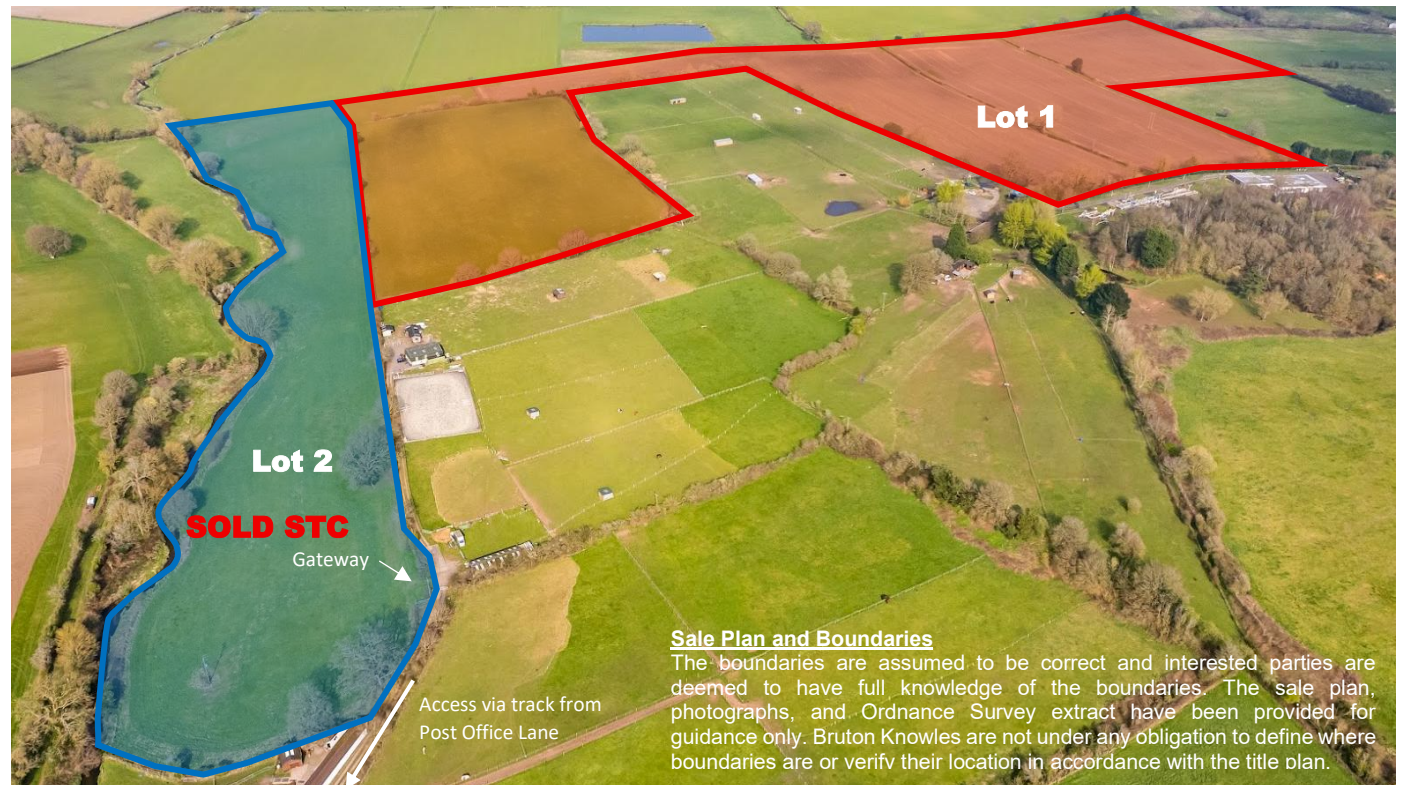 Lot 1
Lot 2
SOLD STC
Gateway
Access via track from
Post Office Lane
Sale Plan and Boundaries
The boundaries are assumed to be correct and interested parties are
deemed to have full knowledge of the boundaries. The sale plan,
photographs, and Ordnance Survey extract have been provided for
guidance only. Bruton Knowles are not under any obligation to define where
boundaries are or verify their location in accordance with the title plan.